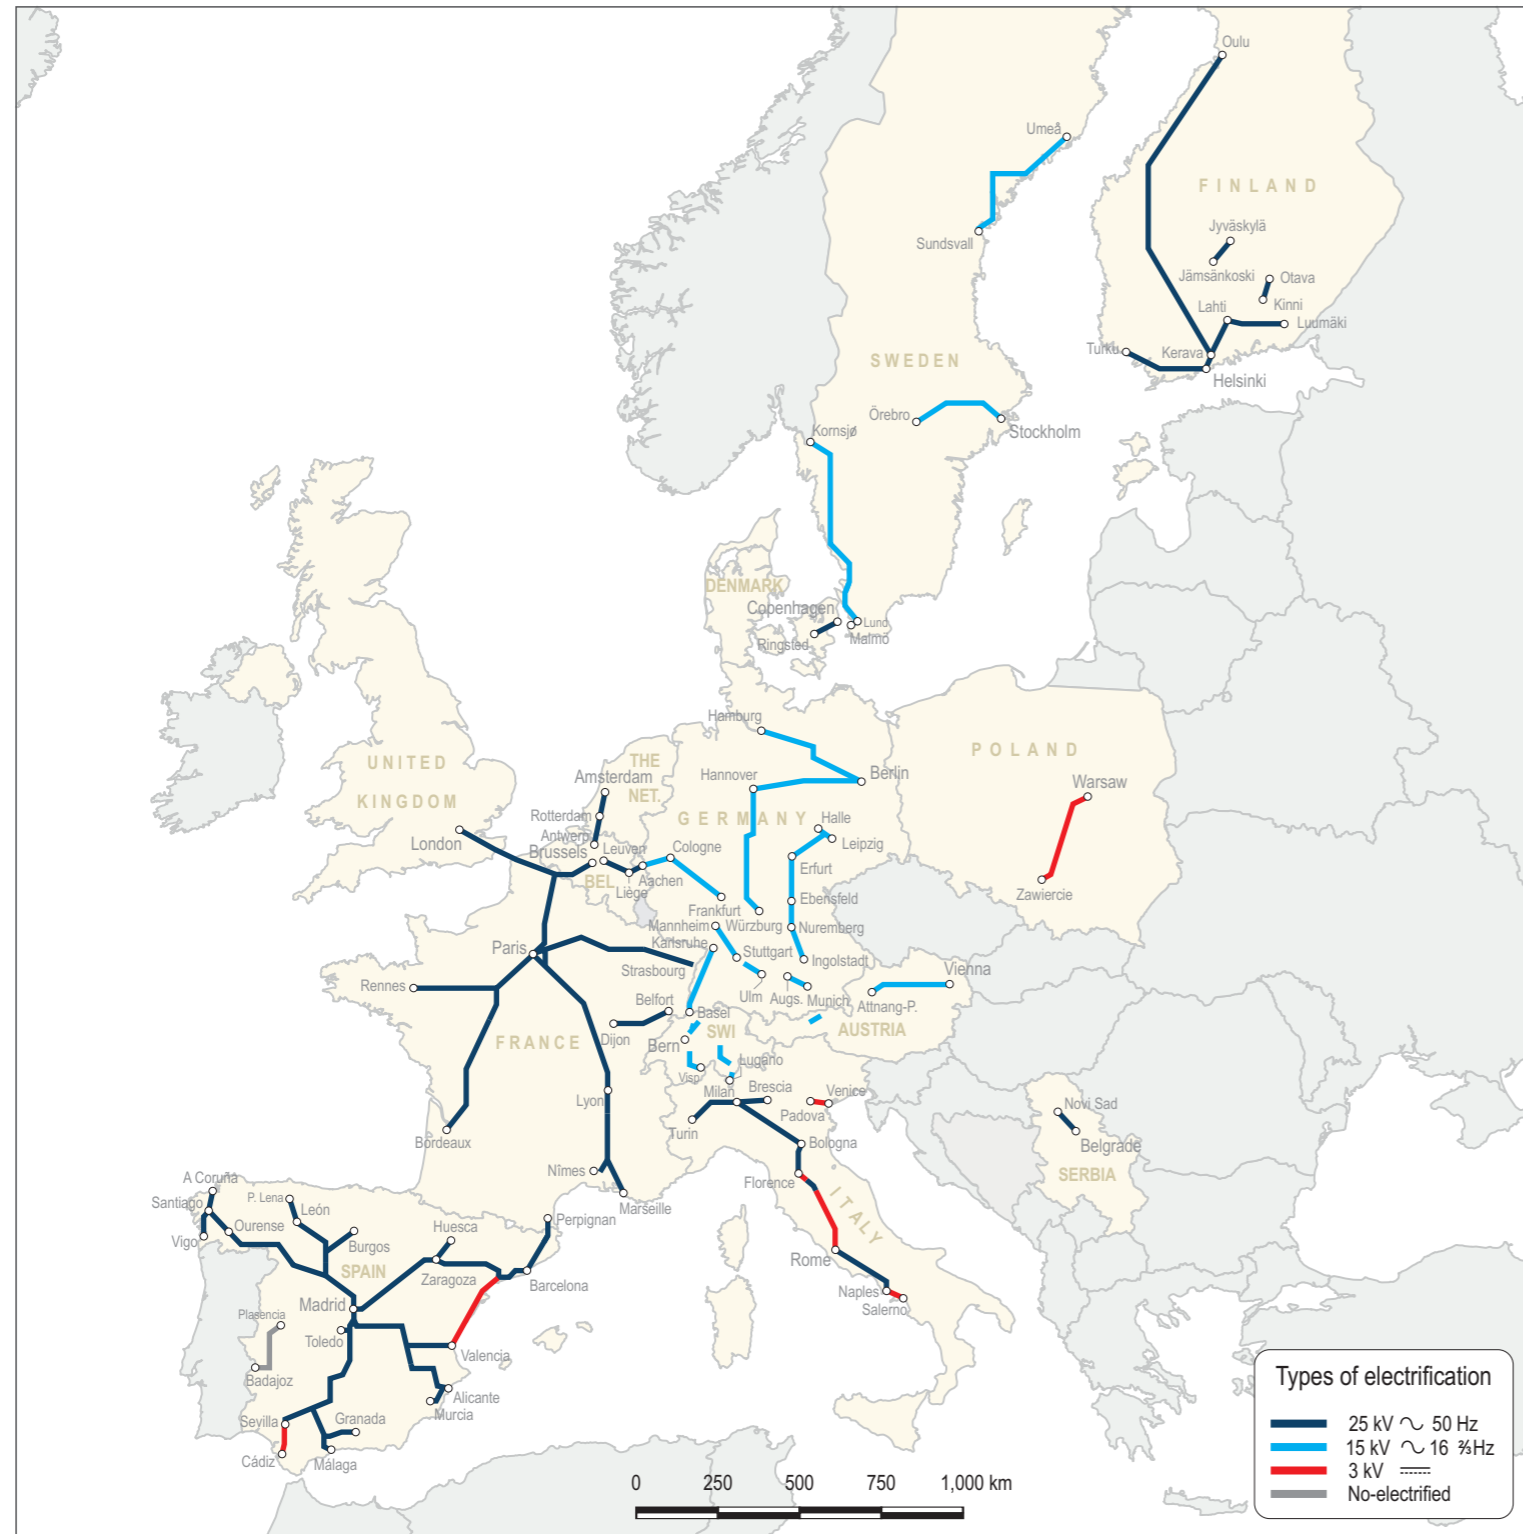 Oulu
Umeå
FINLAND
Jyväskylä
Sundsvall
Jämsänkoski
Otava
Kinni
Lahti
Luumäki
Turku
Kerava
SWEDEN
Helsinki
Örebro
Kornsjø
Stockholm
DENMARK
Copenhagen
Lund
Ringsted
Malmö
Hamburg
POLAND
UNITED
THE
Amsterdam
Hannover
Berlin
Warsaw
NET.
KINGDOM
Rotterdam
GERMANY
Halle
Antwerp
London
Brussels
Leuven
Cologne
Leipzig
Erfurt
BEL.
Aachen
Liège
Zawiercie
Ebensfeld
Frankfurt
Mannheim
Würzburg
Nuremberg
Paris
Karlsruhe
Stuttgart
Strasbourg
Ingolstadt
Vienna
Rennes
Ulm
Augs.
Munich
Attnang-P.
Belfort
Basel
SWI
AUSTRIA
FRANCE
Dijon
Bern
Lugano
Visp
Milan
Brescia
Venice
Lyon
Padova
Novi Sad
Turin
Bordeaux
Bologna
Belgrade
Nîmes
Florence
SERBIA
A Coruña
P. Lena
Santiago
León
Marseille
ITALY
Ourense
Huesca
Perpignan
Vigo
Burgos
Rome
SPAIN
Zaragoza
Barcelona
Naples
Madrid
Salerno
Plasencia
Toledo
Valencia
Badajoz
Alicante
Murcia
Sevilla
Granada
Cádiz
Málaga
Types of electrification
25 kV ～ 50 Hz
15 kV ～ 16 ⅔Hz
3 kV
No-electrified
0 250 500 750 1,000 km